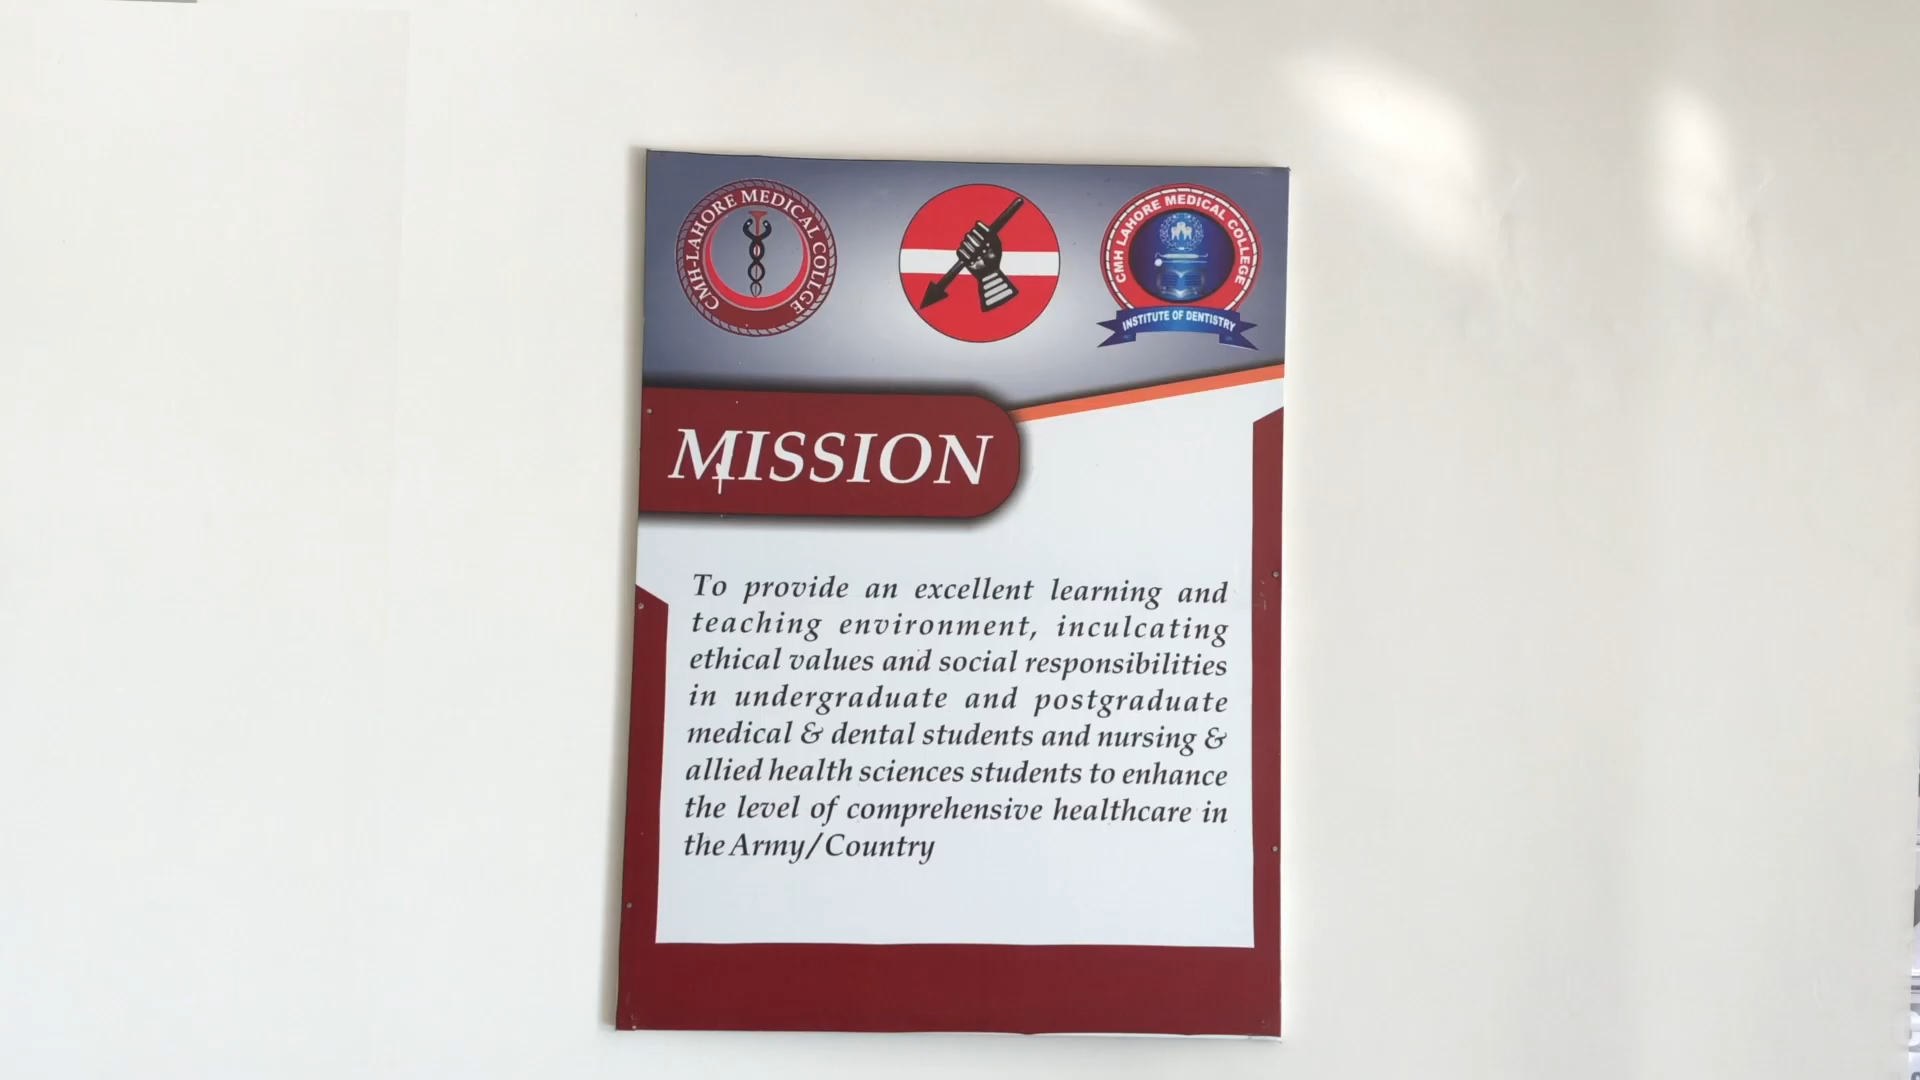 CMH-LAHORE MEDICAL COLLGE
CMH LAHORE MEDICAL COLLEGE
INSTITUTE OF DENTISTRY
MISSION
To provide an excellent learning and
teaching environment, inculcating
ethical values and social responsibilities
in undergraduate and postgraduate
medical & dental students and nursing &
allied health sciences students to enhance
the level of comprehensive healthcare in
the Army/Country